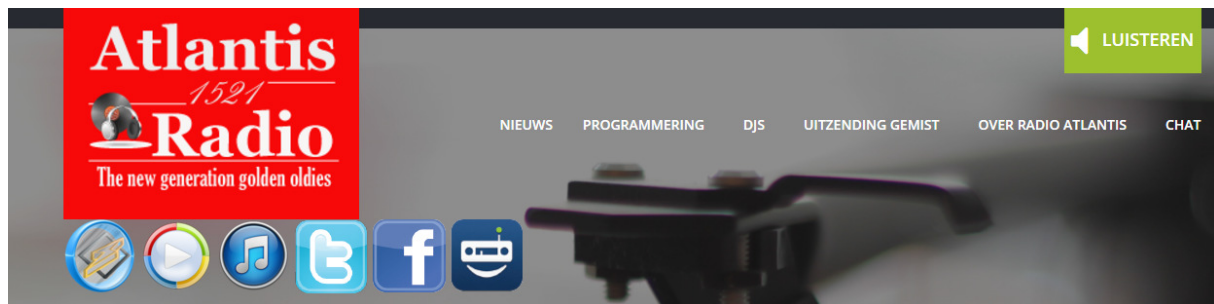 Atlantis
1521
Radio
The new generation golden oldies
LUISTEREN
NIEUWS PROGRAMMERING DJS UITZENDING GEMIST OVER RADIO ATLANTIS CHAT